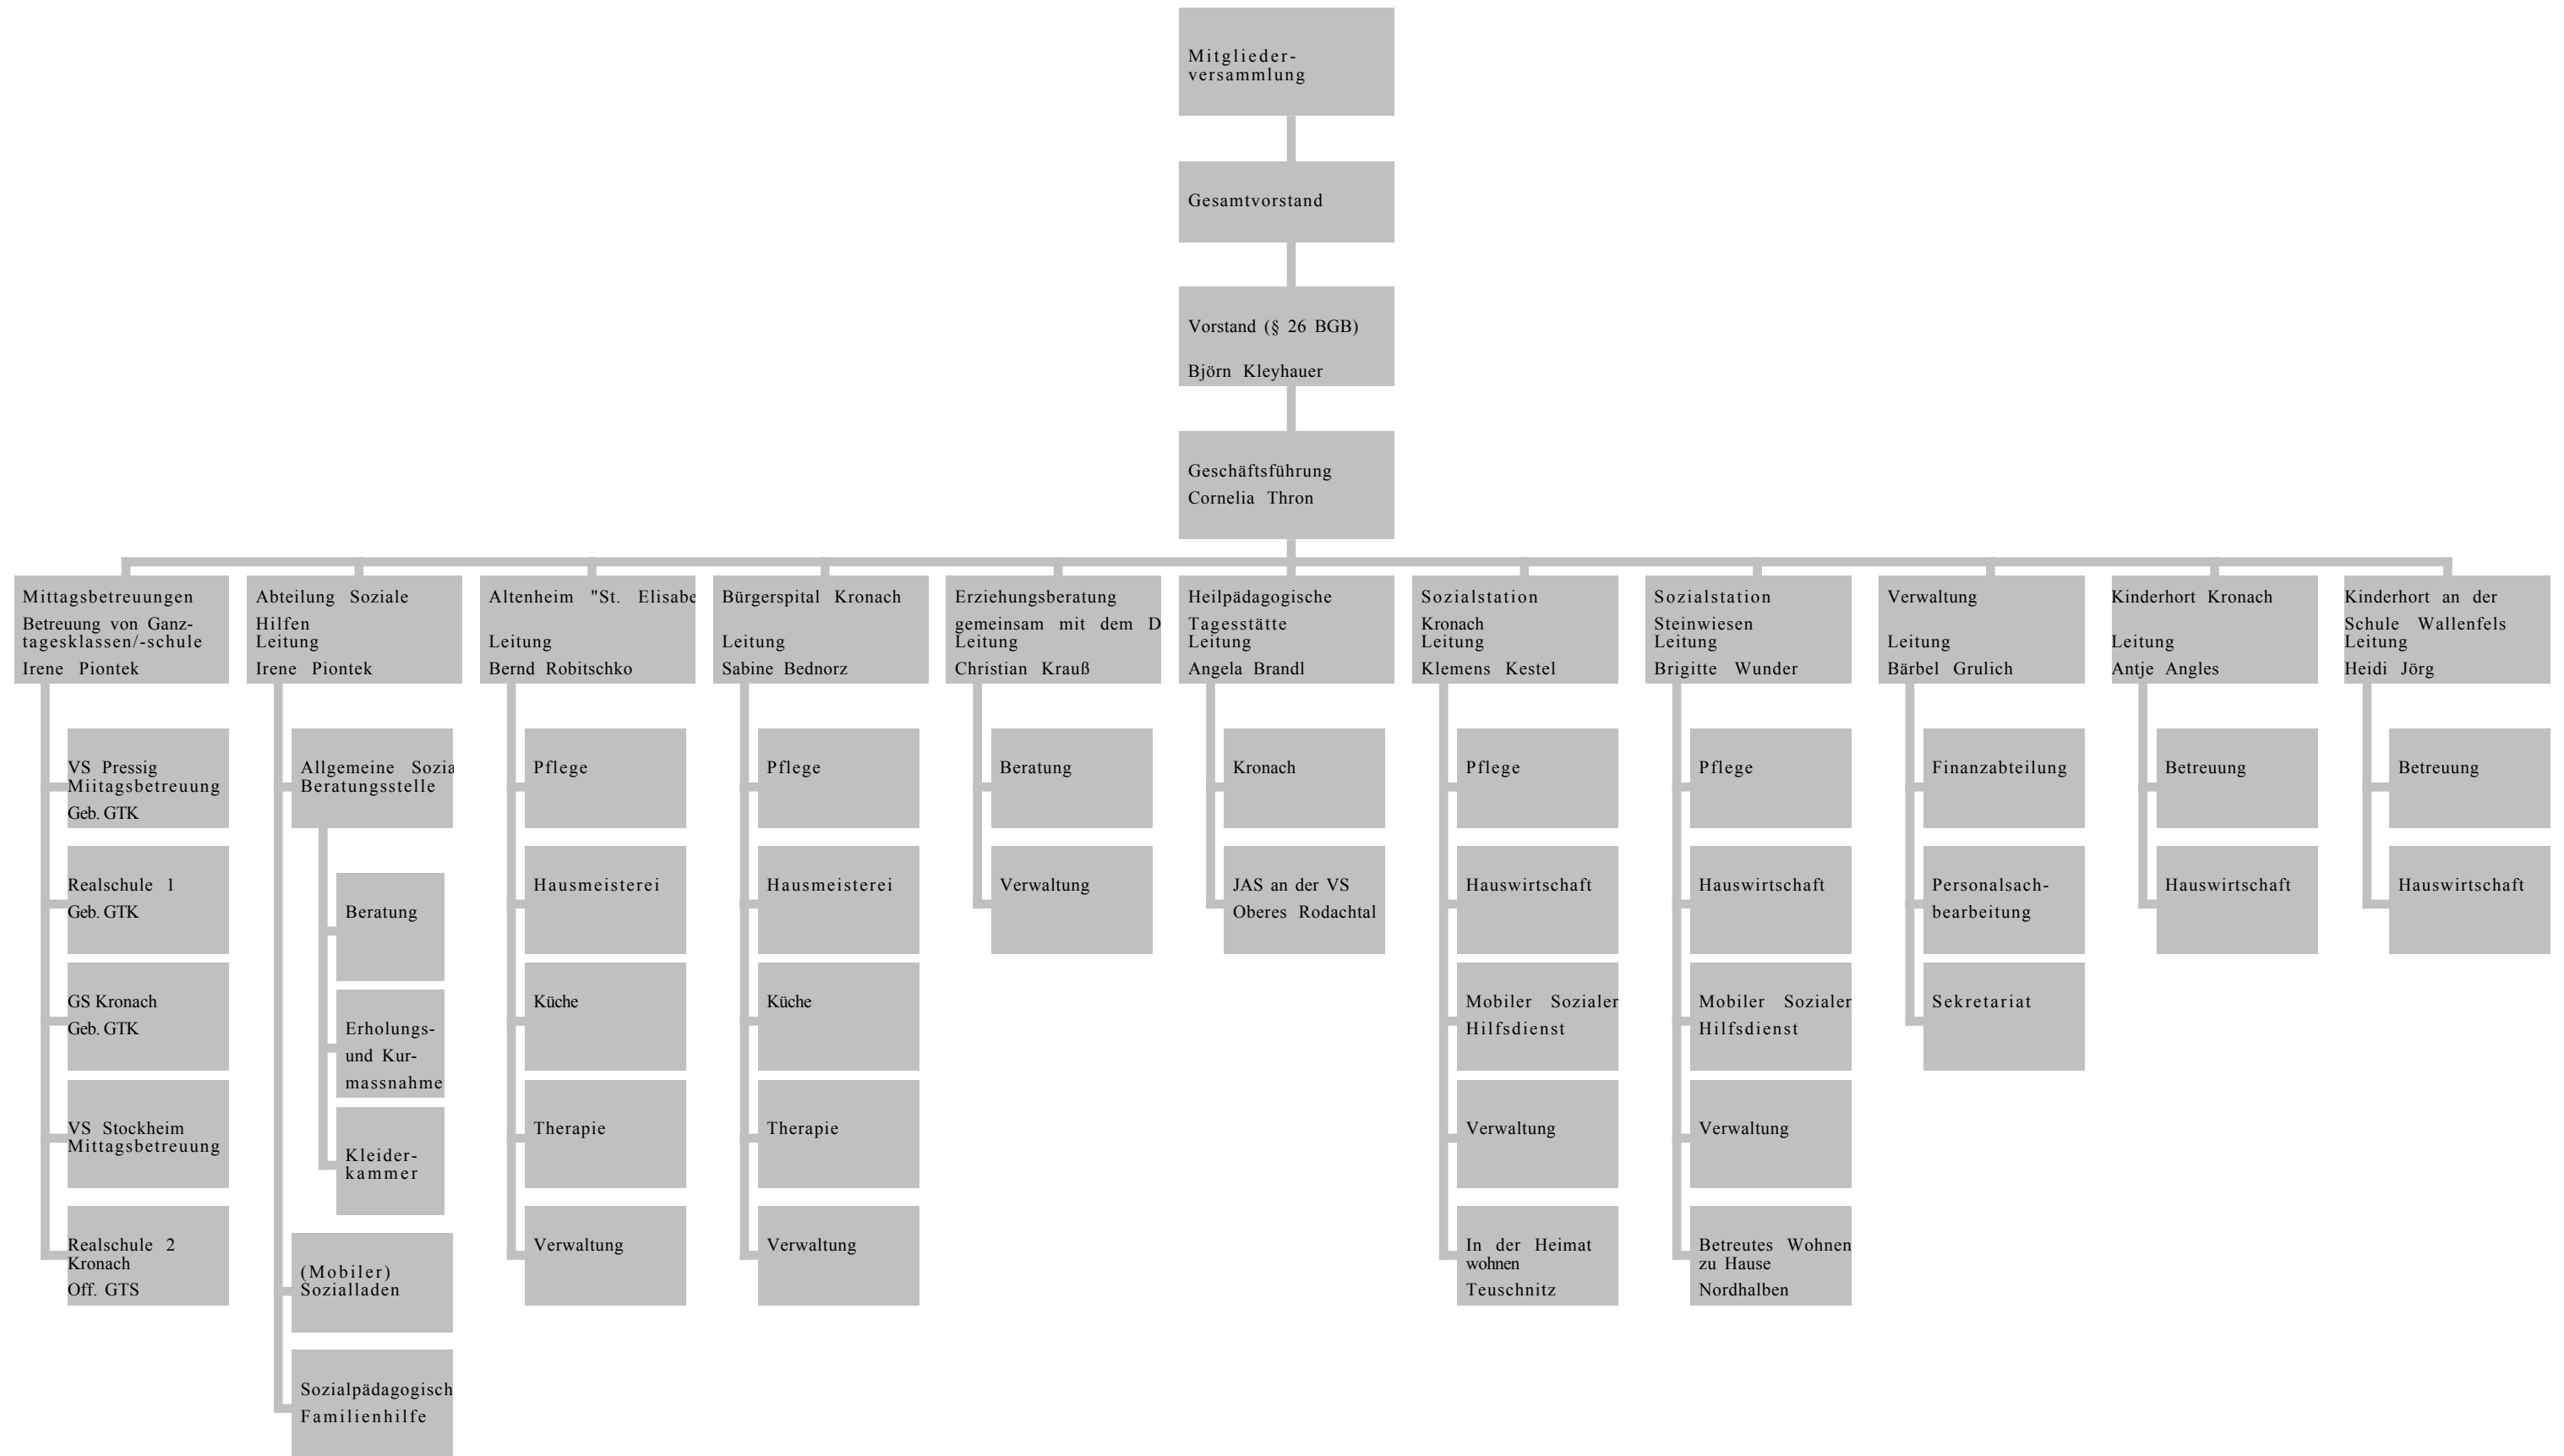 Mitglieder-
versammlung
Gesamtvorstand
Vorstand (§ 26 BGB)
Björn Kleyhauer
Geschäftsführung
Cornelia Thron
Mittagsbetreuungen
Betreuung von Ganz-
tagesklassen/-schule
Irene Piontek
VS Pressig
Miitagsbetreuung
Geb. GTK
Realschule 1
Geb. GTK
GS Kronach
Geb. GTK
VS Stockheim
Mittagsbetreuung
Realschule 2
Kronach
Off. GTS
Abteilung Soziale
Hilfen
Leitung
Irene Piontek
Allgemeine Sozia
Beratungsstelle
Beratung
Erholungs-
und Kur-
massnahme
Kleider-
kammer
(Mobiler)
Sozialladen
Sozialpädagogisch
Familienhilfe
Altenheim "St. Elisabe
Leitung
Bernd Robitschko
Pflege
Hausmeisterei
Küche
Therapie
Verwaltung
Bürgerspital Kronach
Leitung
Sabine Bednorz
Pflege
Hausmeisterei
Küche
Therapie
Verwaltung
Erziehungsberatung
gemeinsam mit dem D
Leitung
Christian Krauß
Beratung
Verwaltung
Heilpädagogische
Tagesstätte
Leitung
Angela Brandl
Kronach
JAS an der VS
Oberes Rodachtal
Sozialstation
Kronach
Leitung
Klemens Kestel
Pflege
Hauswirtschaft
Mobiler Sozialer
Hilfsdienst
Verwaltung
In der Heimat
wohnen
Teuschnitz
Sozialstation
Steinwiesen
Leitung
Brigitte Wunder
Pflege
Hauswirtschaft
Mobiler Sozialer
Hilfsdienst
Verwaltung
Betreutes Wohnen
zu Hause
Nordhalben
Verwaltung
Leitung
Bärbel Grulich
Finanzabteilung
Personalsach-
bearbeitung
Sekretariat
Kinderhort Kronach
Leitung
Antje Angles
Betreuung
Hauswirtschaft
Kinderhort an der
Schule Wallenfels
Leitung
Heidi Jörg
Betreuung
Hauswirtschaft